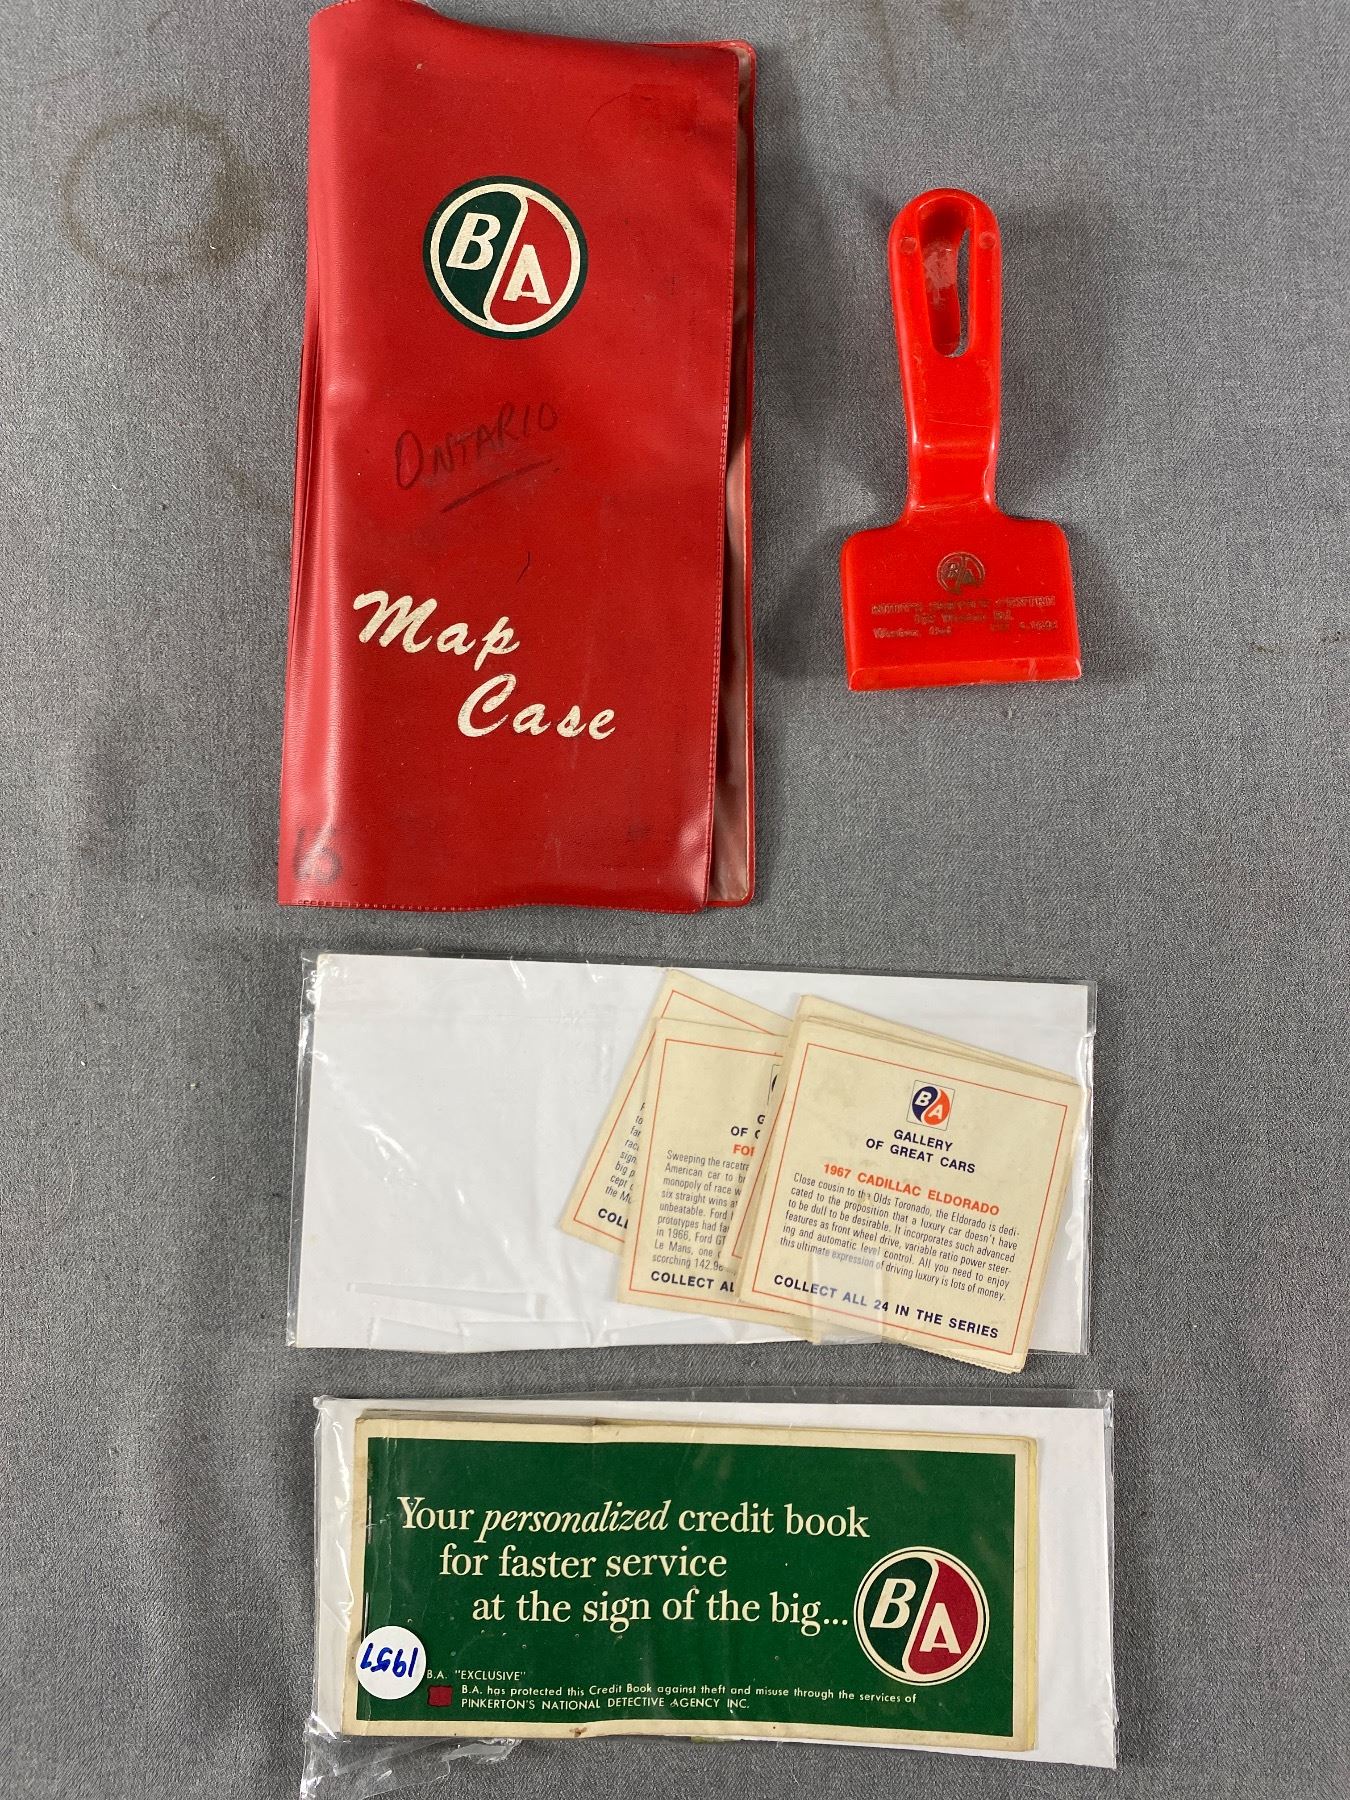 BA
ONTARIO
Map
Case
BA
CENTRE
BA
GALLERY
OF GREAT CARS
1967 CADILLAC ELDORADO
Close cousin to the Olds Toronado, the Eldorado is dedi-
cated to the proposition that a luxury car doesn't have
to be dull to be desirable. It incorporates such advanced
features as front wheel drive, variable ratio power steer-
ing and automatic level control. All you need to enjoy
this ultimate expression of driving luxury is lots of money.
COLLECT ALL 24 IN THE SERIES
OF
Sweeping the
American car to
monopoly of race
six straight wins
unbeatable. Ford
prototypes had
in 1966, Ford GT
Le Mans, one
scorching
COLLECT
big
the
Your personalized credit book
for faster service
at the sign of the big...
BA
1957
B.A. "EXCLUSIVE"
B.A. has protected this Credit Book against theft and misuse through the services of
PINKERTON'S NATIONAL DETECTIVE AGENCY INC.